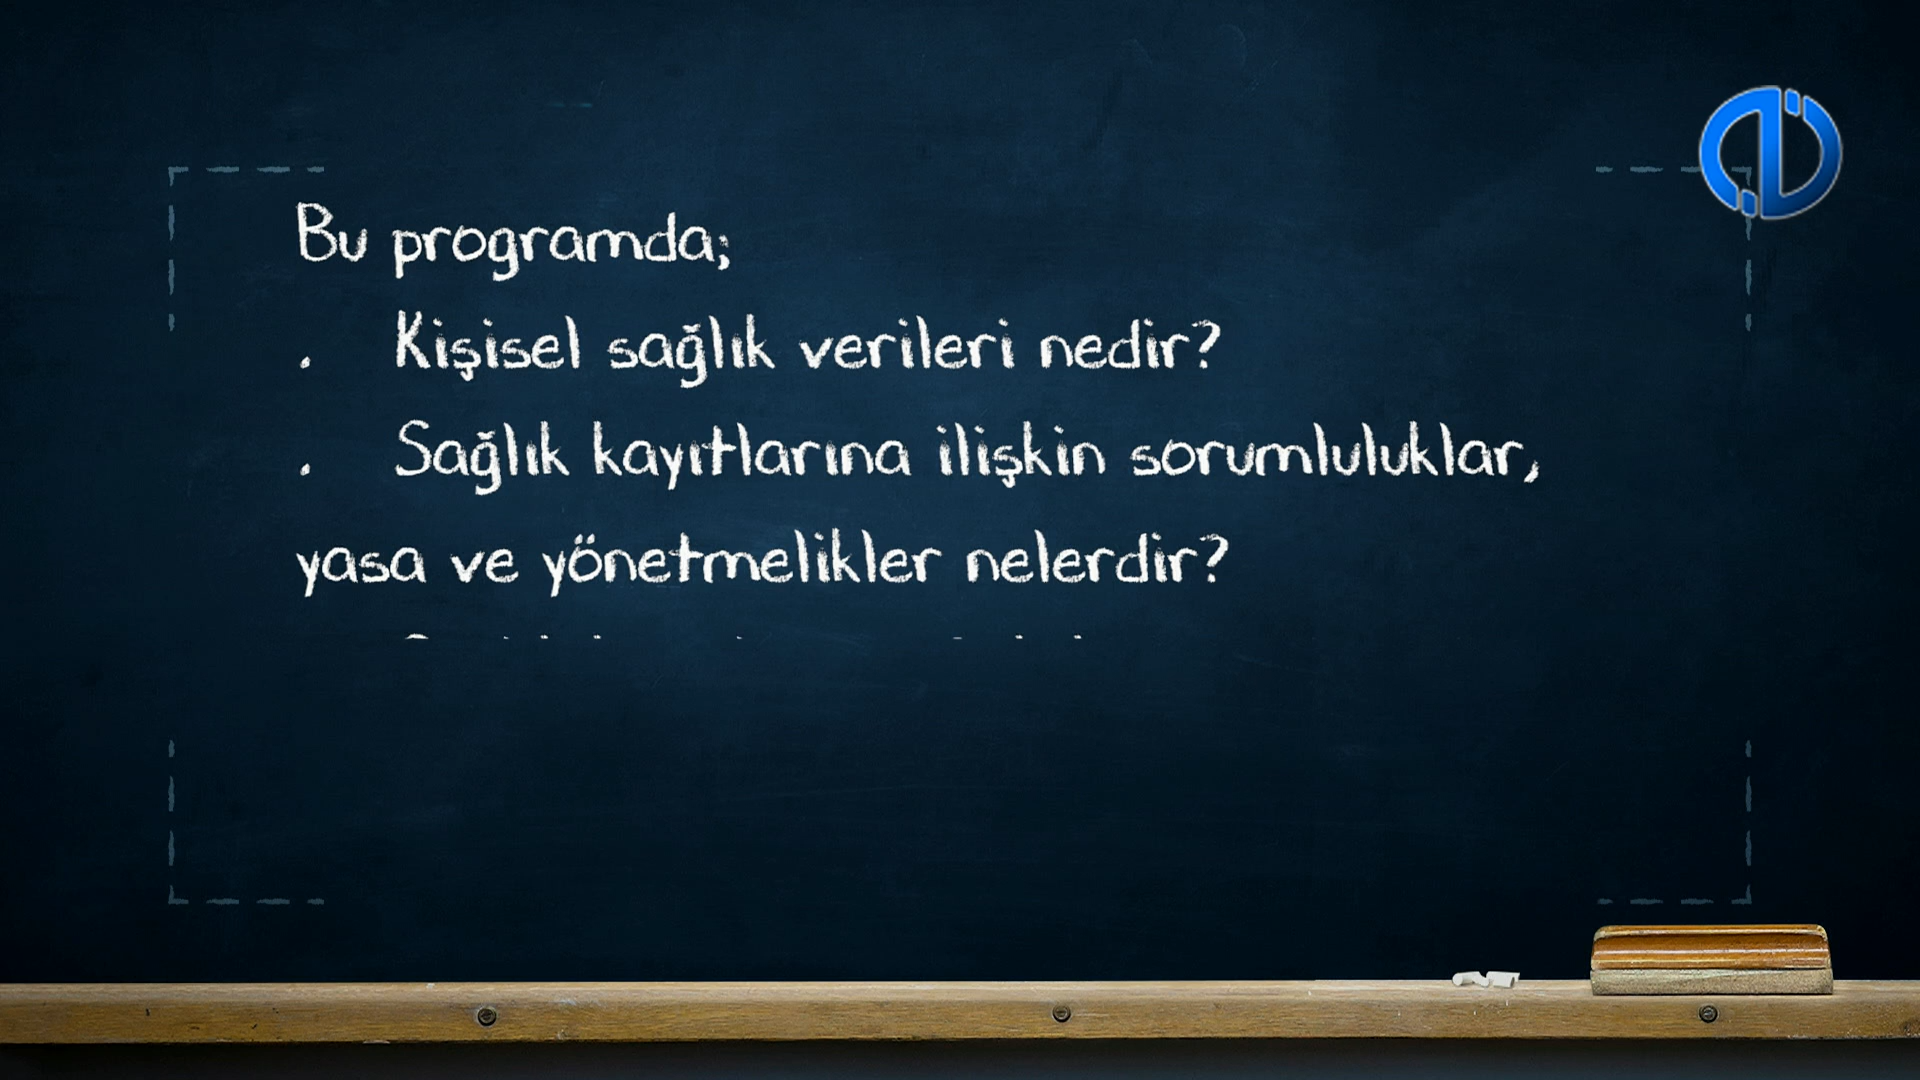 Bu programda;
. Kişisel sağlık verileri nedir?
. Sağlık kayıtlarına ilişkin sorumluluklar,
yasa ve yönetmelikler nelerdir?